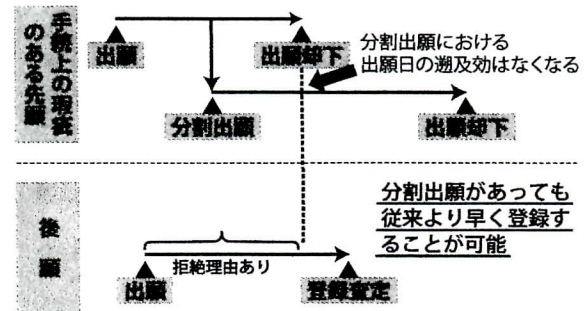 手続上の瑕疵
のある先願
出願
出願却下
分割出願における
出願日の遡及効はなくなる
分割出願
出願却下
後願
分割出願があっても
従来より早く登録す
ることが可能
拒絶理由あり
出願
登録査定